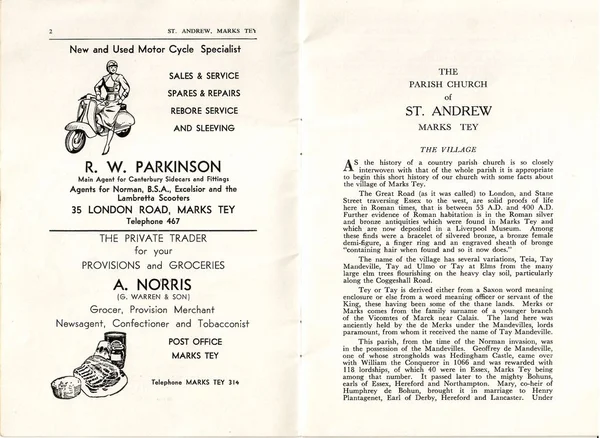 2
ST. ANDREW, MARKS TEY
New and Used Motor Cycle Specialist
SALES & SERVICE
SPARES & REPAIRS
REBORE SERVICE
AND SLEEVING
R. W. PARKINSON
Main Agent for Canterbury Sidecars and Fittings
Agents for Norman, B.S.A., Excelsior and the
Lambretta Scooters
35 LONDON ROAD, MARKS TEY
Telephone 467
THE PRIVATE TRADER
for your
PROVISIONS and GROCERIES
A. NORRIS
(G. WARREN & SON)
Grocer, Provision Merchant
Newsagent, Confectioner and Tobacconist
POST OFFICE
MARKS TEY
Telephone MARKS TEY 314
THE
PARISH CHURCH
of
ST. ANDREW
MARKS TEY
THE VILLAGE
AS the history of a country parish church is so closely
interwoven with that of the whole parish it is appropriate
to begin this short history of our church with some facts about
the village of Marks Tey.
The Great Road (as it was called) to London, and Stane
Street traversing Essex to the west, are solid proofs of life
here in Roman times, that is between 53 A.D. and 400 A.D.
Further evidence of Roman habitation is in the Roman silver
and bronze antiquities which were found in Marks Tey and
which are now deposited in a Liverpool Museum. Among
these finds were a bracelet of silvered bronze, a bronze female
demi-figure, a finger ring and an engraved sheath of bronge
"containing hair when found and so it now does."
The name of the village has several variations, Teia, Tay
Mandeville, Tay ad Ulmo or Tay at Elms from the many
large elm trees flourishing on the heavy clay soil, particularly
along the Coggeshall Road.
Tey or Tay is derived either from a Saxon word meaning
enclosure or else from a word meaning officer or servant of the
King, these having been some of the thane lands. Merks or
Marks comes from the family surname of a younger branch
of the Vicomtes of Marck near Calais. The land here was
anciently held by the de Merks under the Mandevilles, lords
paramount, from whom it received the name of Tay Mandeville.
This parish, from the time of the Norman invasion, was
in the possession of the Mandevilles. Geoffrey de Mandeville,
one of whose strongholds was Hedingham Castle, came over
with William the Conqueror in 1066 and was rewarded with
118 lordships, of which 40 were in Essex, Marks Tey being
among that number. It passed later to the mighty Bohuns,
earls of Essex, Hereford and Northampton. Mary, co-heir of
Humphrey de Bohun, brought it in marriage to Henry
Plantagenet, Earl of Derby, Hereford and Lancaster. Under